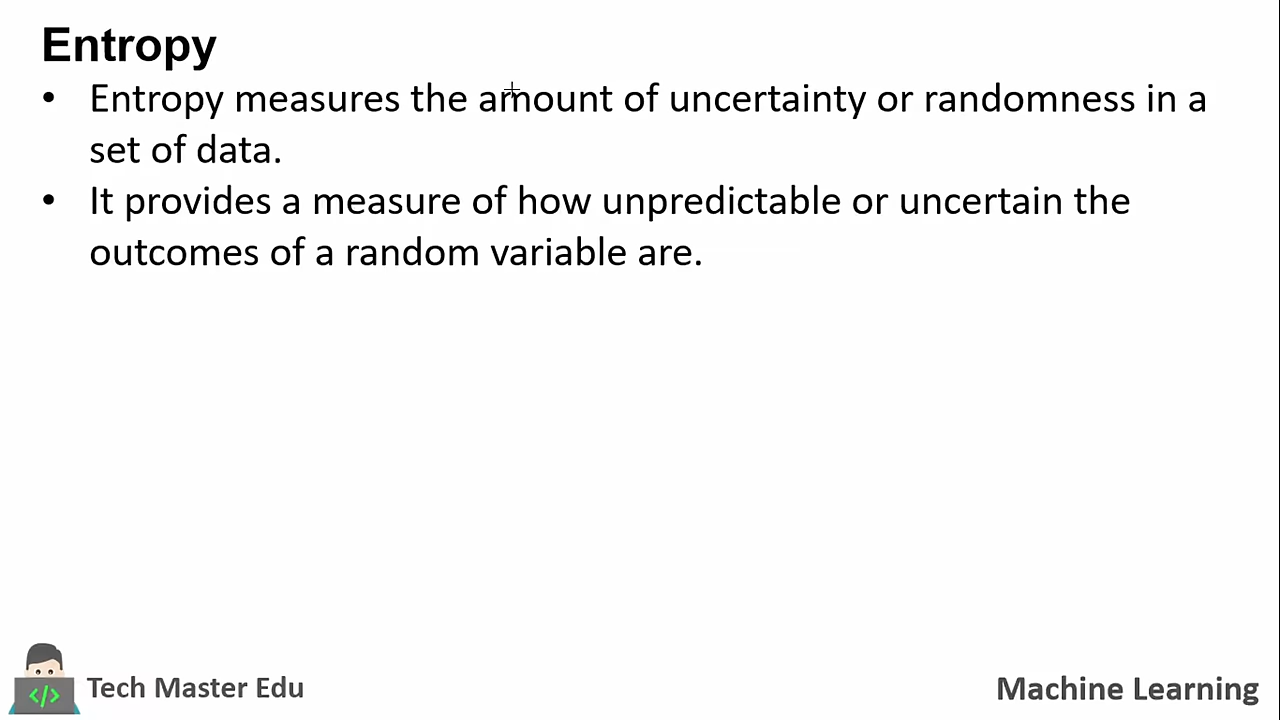 Entropy
• Entropy measures the amount of uncertainty or randomness in a
set of data.
• It provides a measure of how unpredictable or uncertain the
outcomes of a random variable are.
</>
Tech Master Edu
Machine Learning